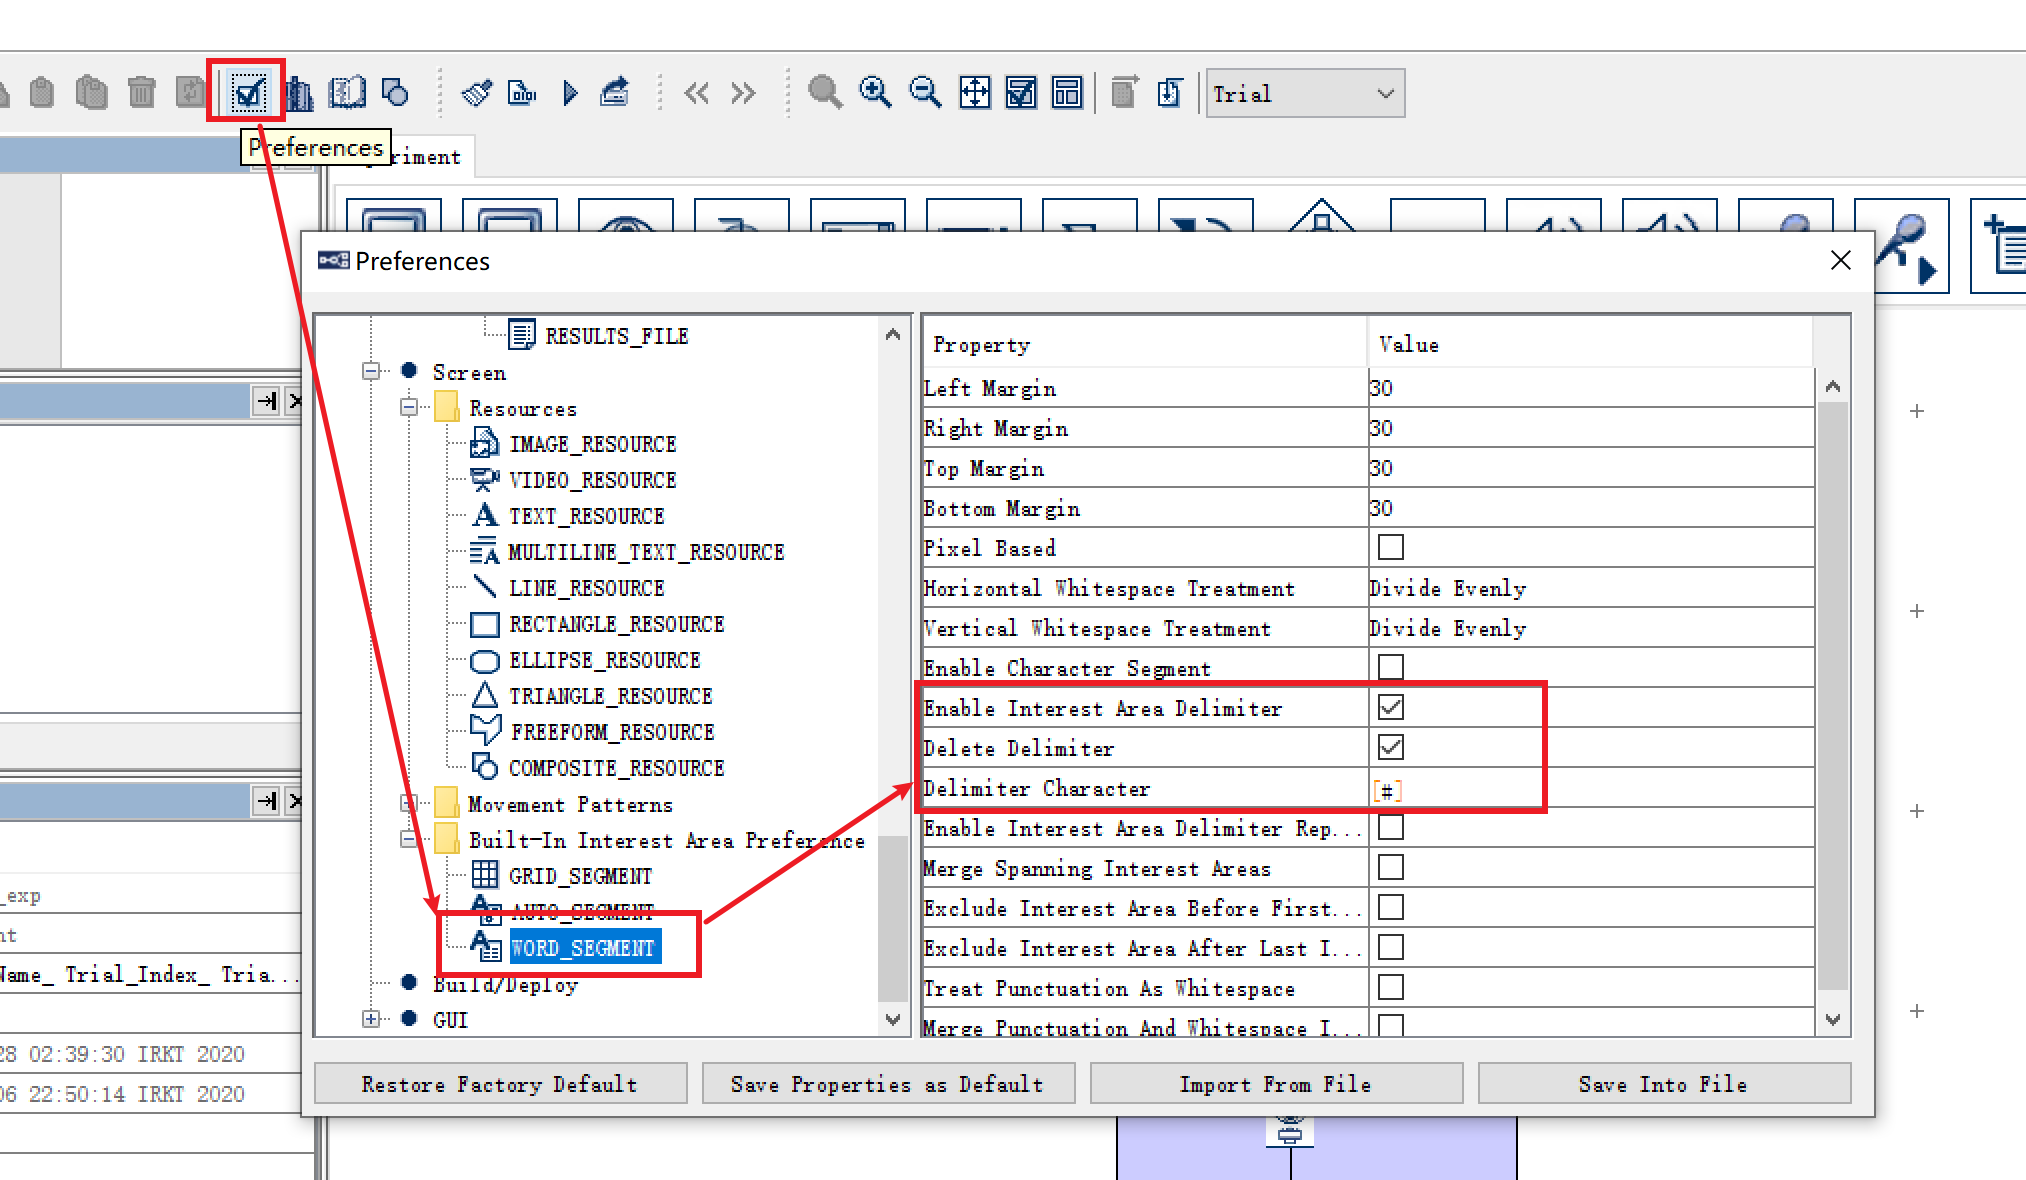 Trial
Preferences
riment
Preferences
RESULTS_FILE
Screen
Resources
IMAGE_RESOURCE
VIDEO_RESOURCE
TEXT_RESOURCE
MULTILINE_TEXT_RESOURCE
LINE_RESOURCE
RECTANGLE_RESOURCE
ELLIPSE_RESOURCE
TRIANGLE_RESOURCE
FREEFORM_RESOURCE
COMPOSITE_RESOURCE
Movement Patterns
Built-In Interest Area Preference
GRID_SEGMENT
AUTO_SEGMENT
WORD_SEGMENT
Build/Deploy
GUI
Property Value
Left Margin 30
Right Margin 30
Top Margin 30
Bottom Margin 30
Pixel Based
Horizontal Whitespace Treatment Divide Evenly
Vertical Whitespace Treatment Divide Evenly
Enable Character Segment
Enable Interest Area Delimiter
Delete Delimiter
Delimiter Character [#]
Enable Interest Area Delimiter Rep...
Merge Spanning Interest Areas
Exclude Interest Area Before First...
Exclude Interest Area After Last I...
Treat Punctuation As Whitespace
Merge Punctuation And Whitespace I...
Restore Factory Default
Save Properties as Default
Import From File
Save Into File
_exp
nt
Name_ Trial_Index_ Tria...
28 02:39:30 IRKT 2020
06 22:50:14 IRKT 2020